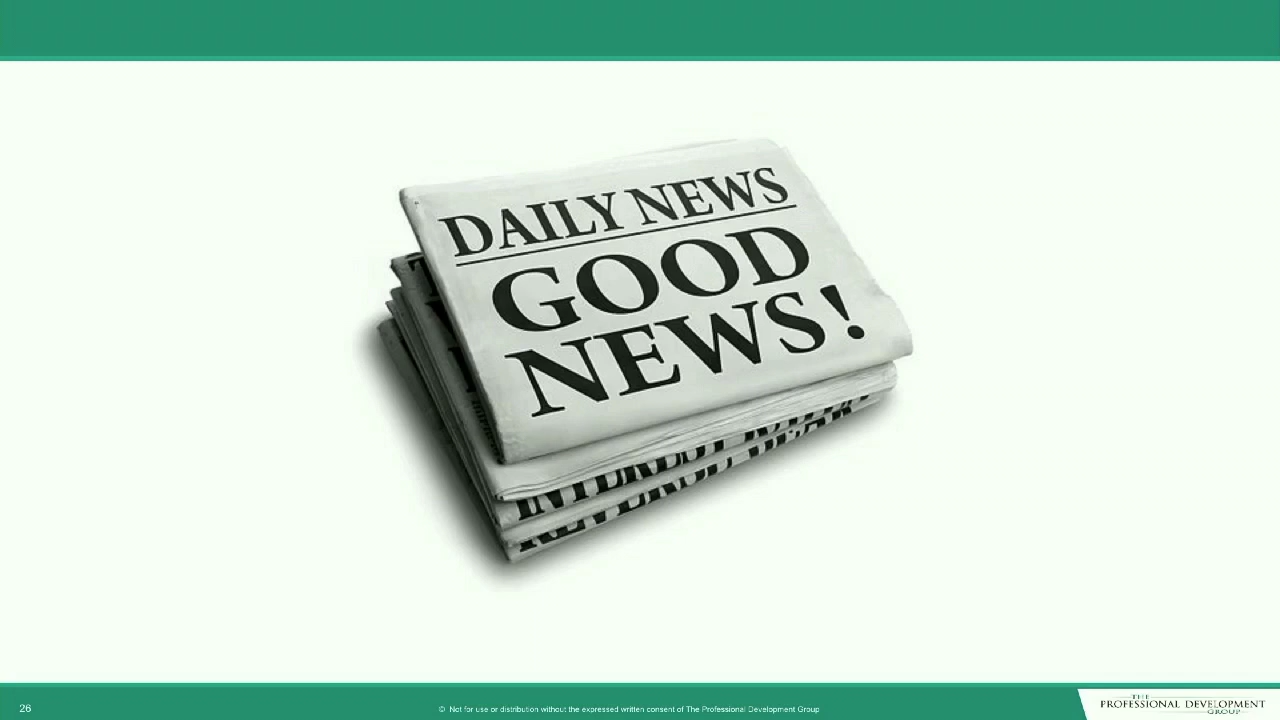 DAILY NEWS
GOOD
NEWS!
26
© Not for use or distribution without the expressed written consent of The Professional Development Group
THE
PROFESSIONAL DEVELOPMENT
GROUP